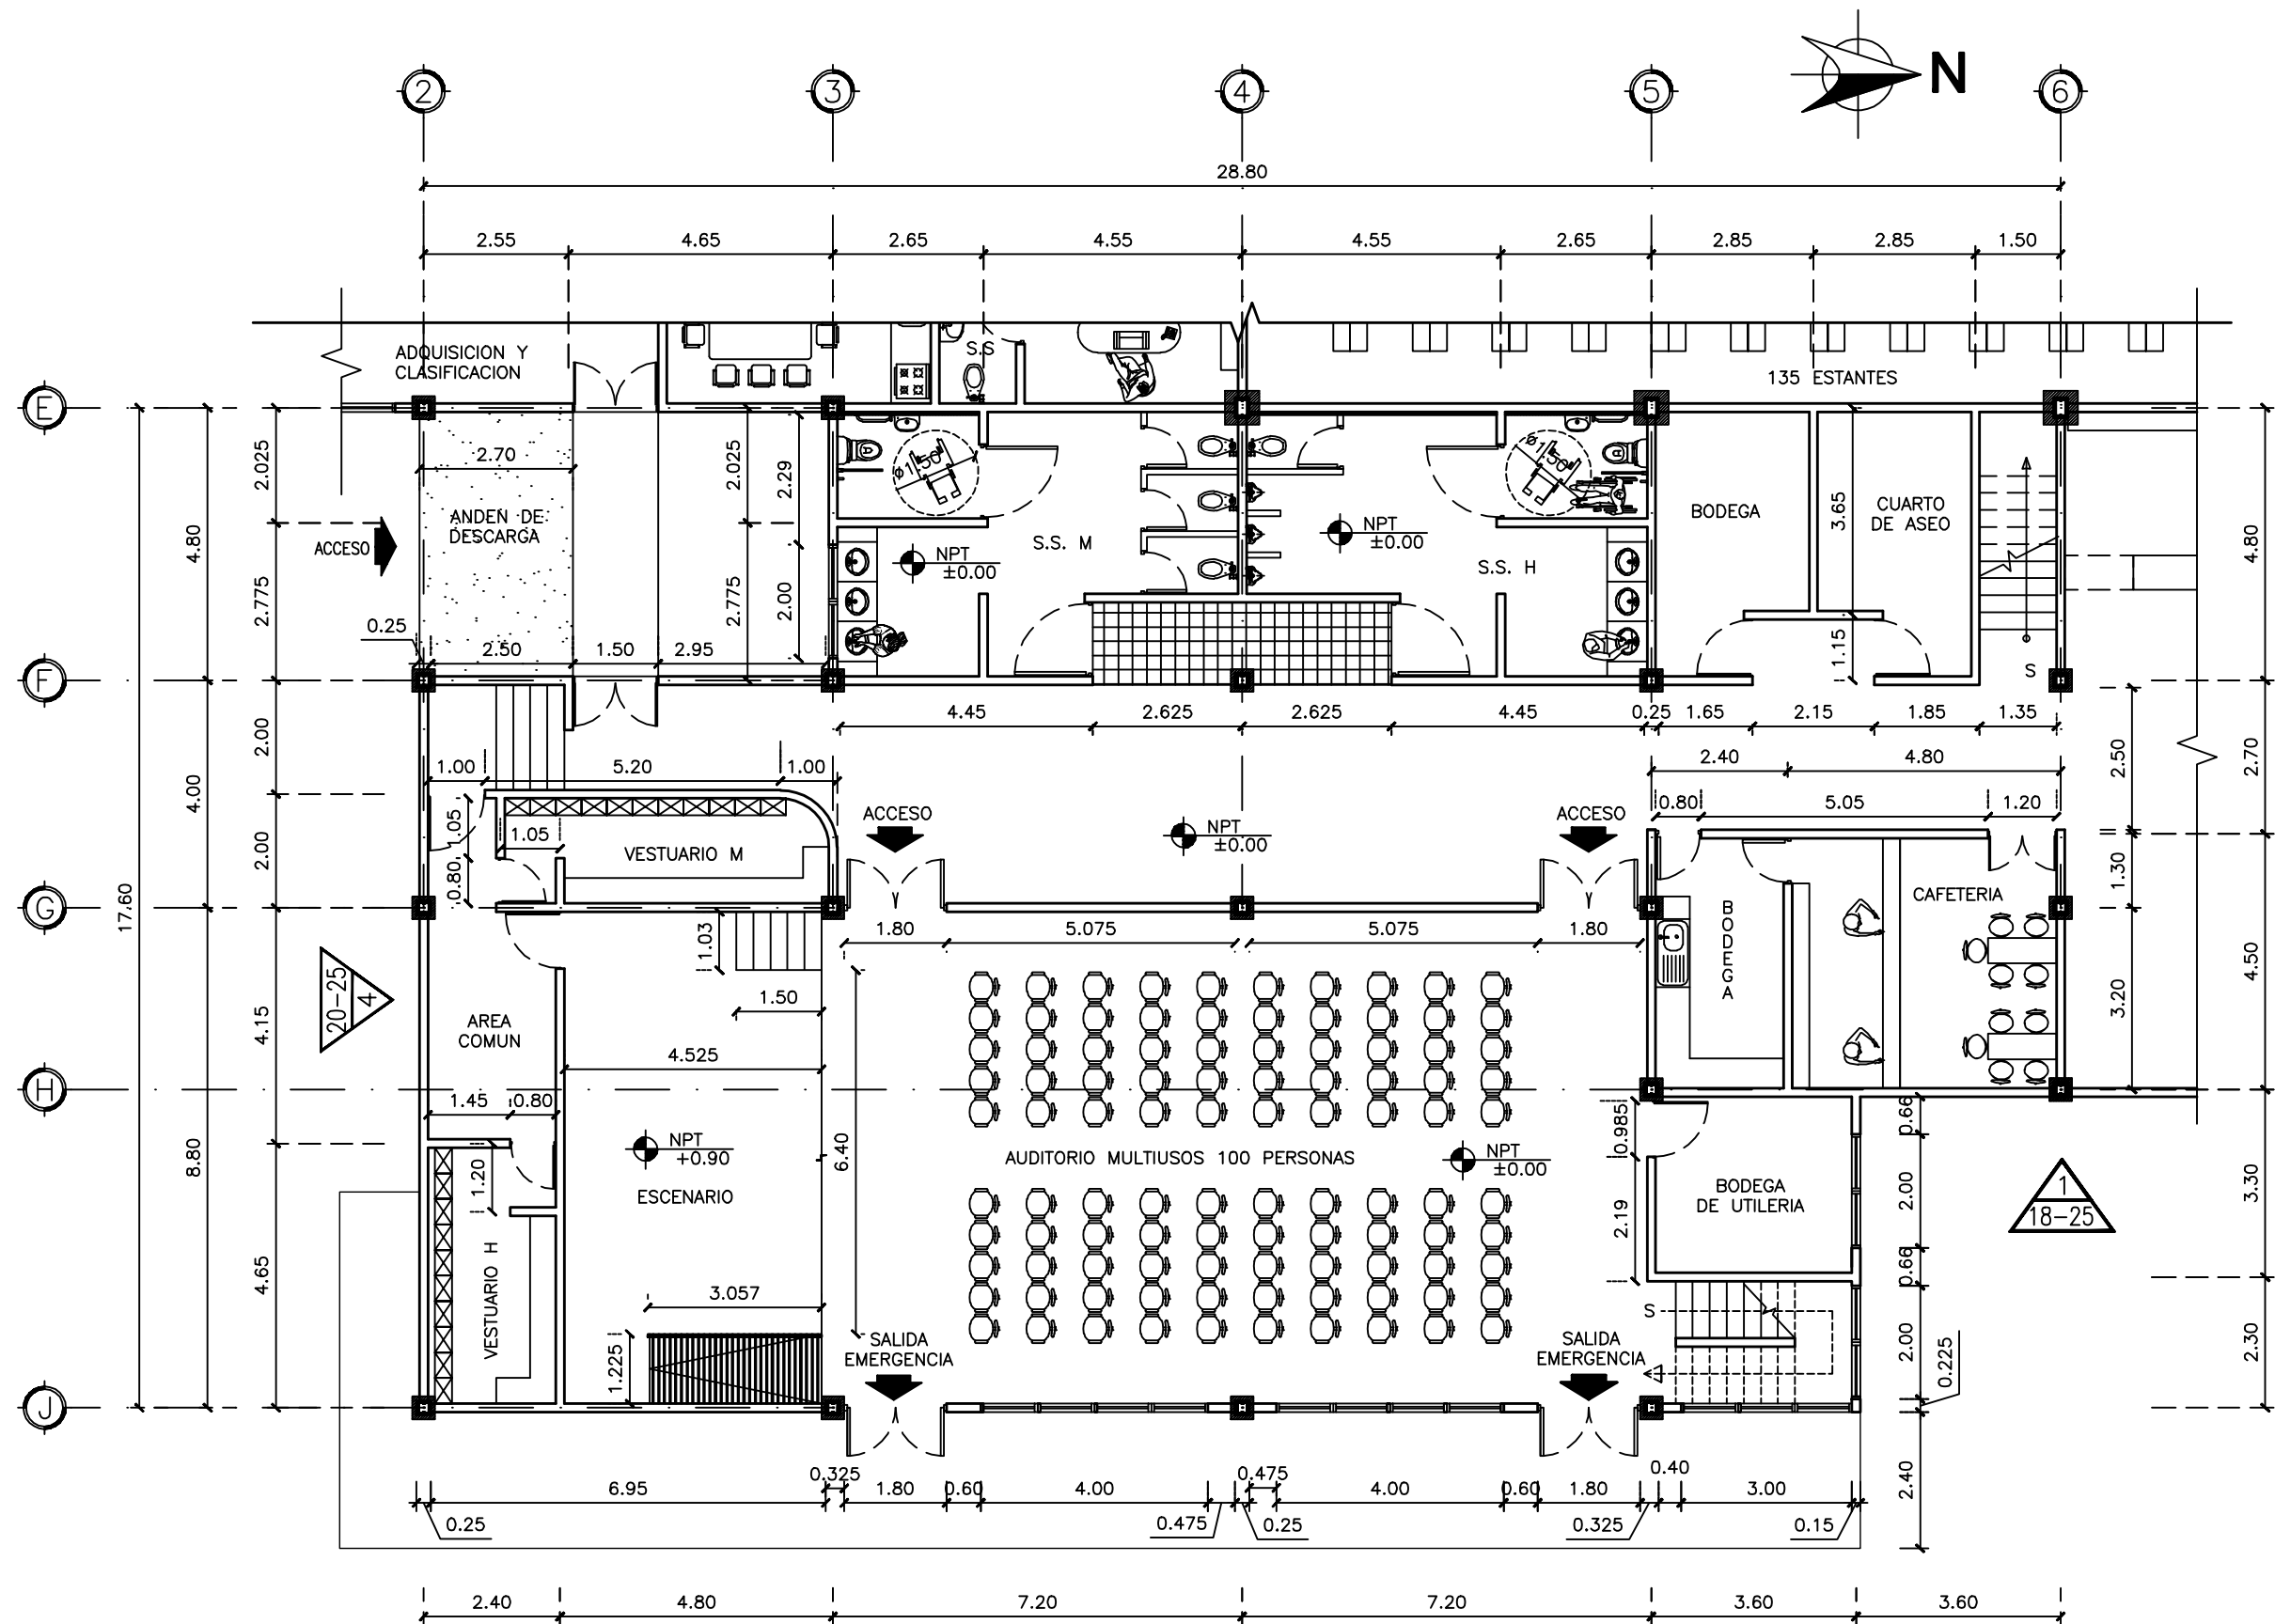 N
2 3 4 5 6
28.80
2.55 4.65 2.65 4.55 4.55 2.65 2.85 2.85 1.50
ADQUISICION Y
CLASIFICACION
S.S
135 ESTANTES
E
2.70
ø1.50
ø1.50
2.025
2.025
2.29
4.80
4.80
3.65
ANDEN DE
DESCARGA
ACCESO
BODEGA
CUARTO
DE ASEO
S.S. M
NPT
±0.00
NPT
±0.00
S.S. H
2.775
2.775
2.00
1.15
0.25
2.50 1.50 2.95
S
F
4.45 2.625 2.625 4.45 0.25 1.65 2.15 1.85 1.35
2.00
4.00
2.00
2.50
2.70
1.00 5.20 1.00
2.40 4.80
0.80 5.05 1.20
1.05
1.05
0.80
VESTUARIO M
ACCESO
NPT
±0.00
ACCESO
1.30
CAFETERIA
BODEGA
G
17.60
1.03
1.80 5.075 5.075 1.80
1.50
20-25
4
4.15
AREA
COMUN
4.525
3.20
4.50
H
1.45 0.80
NPT
+0.90
ESCENARIO
6.40
AUDITORIO MULTIUSOS 100 PERSONAS
NPT
±0.00
0.985
0.66
8.80
1.20
2.19
BODEGA
DE UTILERIA
2.00
3.30
1
18-25
4.65
VESTUARIO H
0.66
3.057
1.225
SALIDA
EMERGENCIA
SALIDA
EMERGENCIA
S
2.00
0.225
2.30
J
6.95 0.325 1.80 0.60 4.00 0.475 4.00 0.60 1.80 0.40 3.00
2.40
0.25 0.475 0.25 0.325 0.15
2.40 4.80 7.20 7.20 3.60 3.60